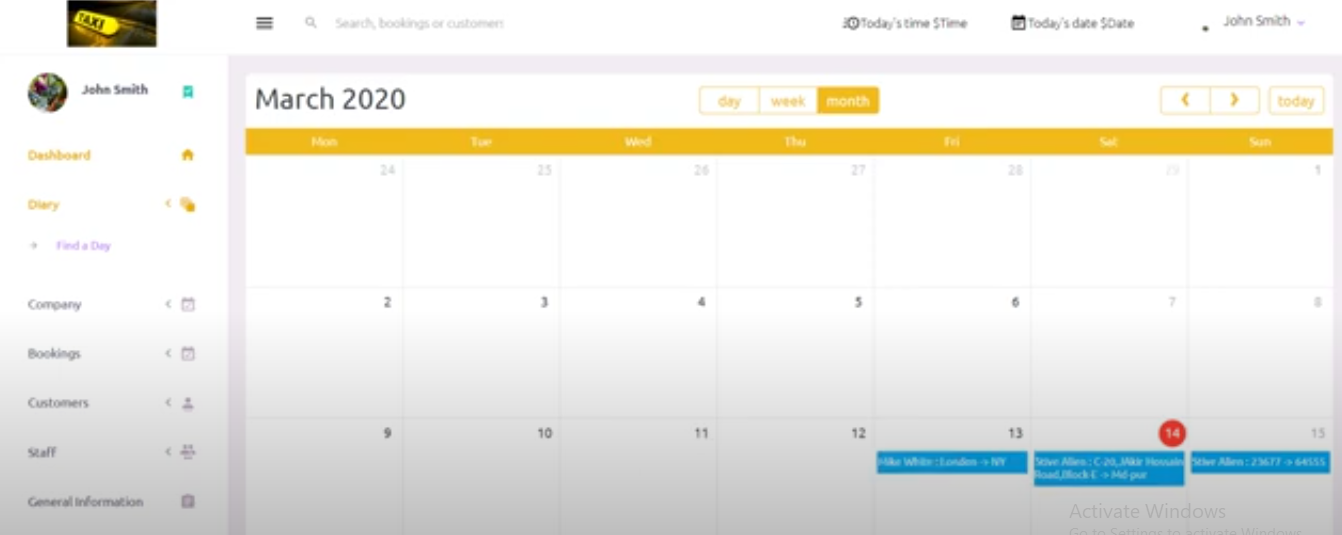 TAXI
Search, bookings or customers
Today's time $Time
Today's date $Date
John Smith
John Smith
Dashboard
Diary
Find a Day
Company
Bookings
Customers
Staff
General Information
March 2020
day week month
today
Mon Tue Wed Thu Fri Sat Sun
24 25 26 27 28 29 1
2 3 4 5 6 7 8
9 10 11 12 13 14 15
Mike White : London -> NY
Stive Allen : C-20,JAkir Hossain
Road,Block-E -> Md-pur
Stive Allen : 23677 -> 64555
Activate Windows
Go to Settings to activate Windows.